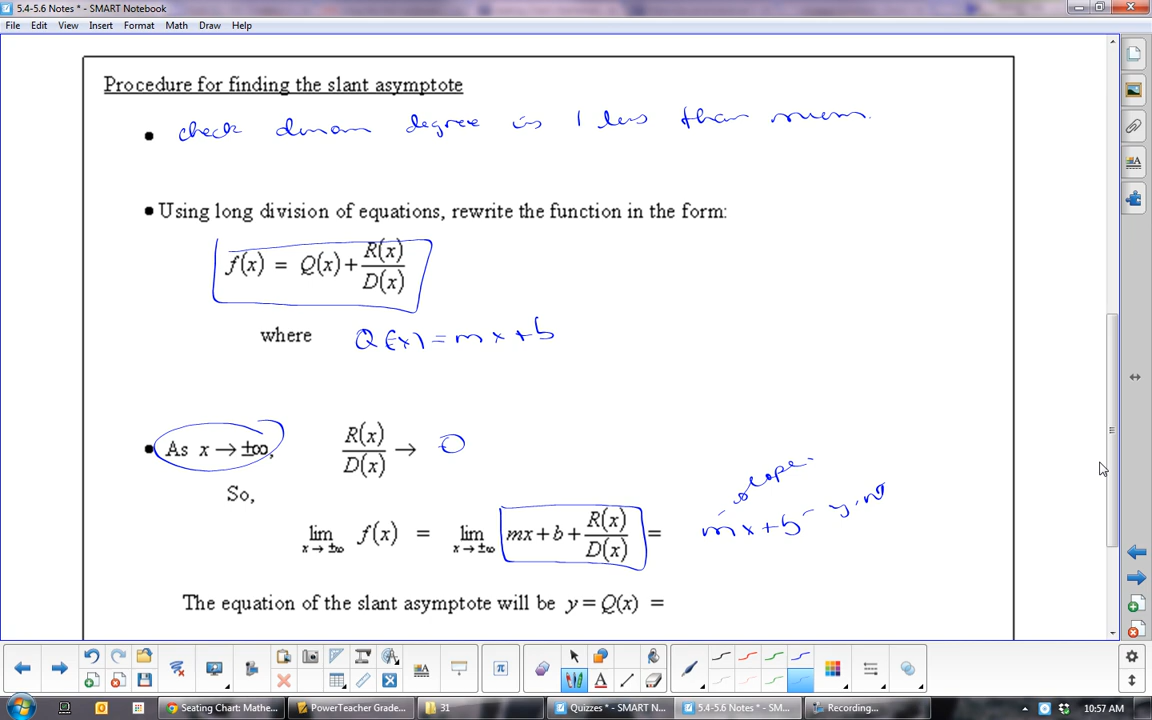 5.4-5.6 Notes * - SMART Notebook
File Edit View Insert Format Math Draw Help
Procedure for finding the slant asymptote
• check denom degree is 1 less than num.
• Using long division of equations, rewrite the function in the form:
f(x) = Q(x) + R(x)/D(x)
where Q(x) = mx + b
• As x → ±∞, R(x)/D(x) → 0
So,
slope
lim x→±∞ f(x) = lim x→±∞ mx + b + R(x)/D(x) = mx + b - y-int
The equation of the slant asymptote will be y = Q(x) =
Seating Chart: Mathe... PowerTeacher Grade... 31 Quizzes * - SMART N... 5.4-5.6 Notes * - SM... Recording... 10:57 AM